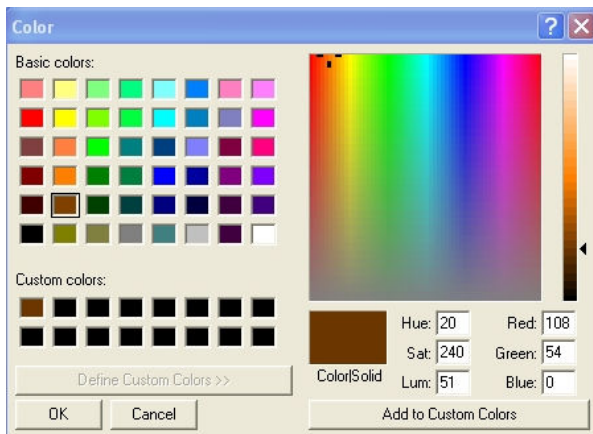 Color
Basic colors:
Custom colors:
Define Custom Colors >>
OK Cancel
Color|Solid
Hue: 20 Red: 108
Sat: 240 Green: 54
Lum: 51 Blue: 0
Add to Custom Colors